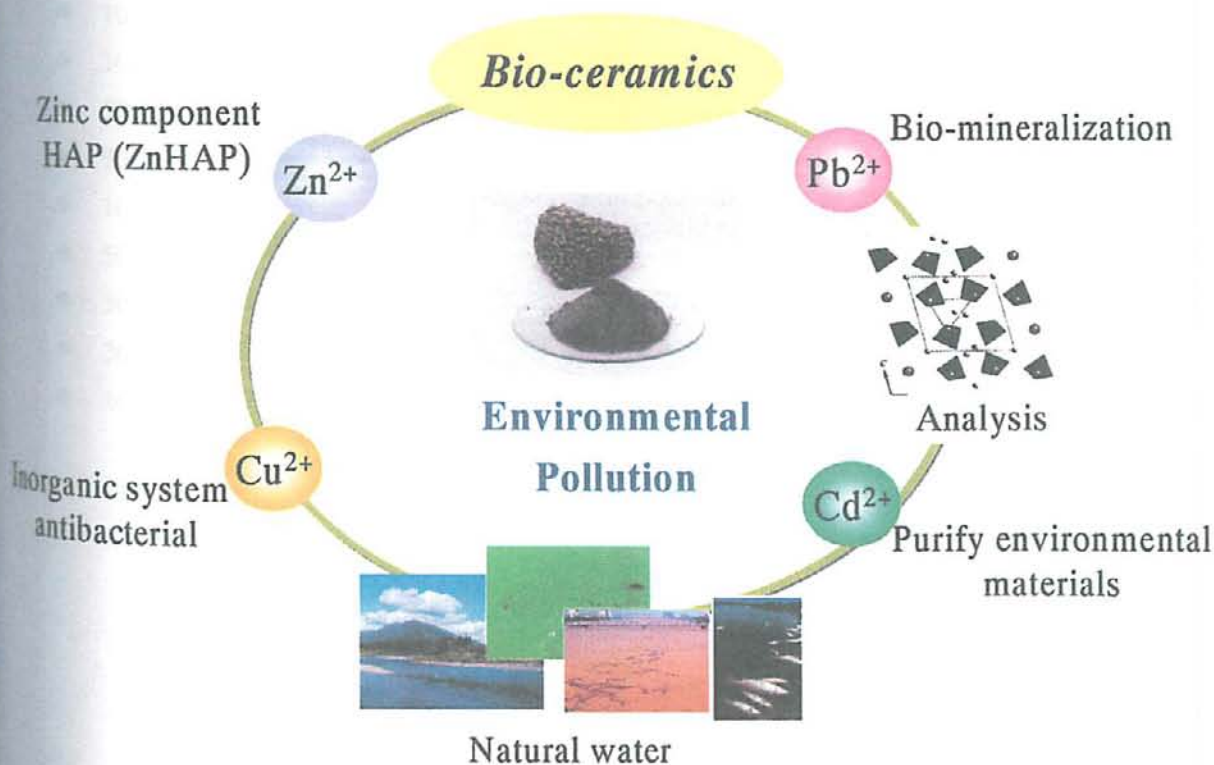 Bio-ceramics
Zinc component
HAP (ZnHAP)
Zn²⁺
Bio-mineralization
Pb²⁺
Analysis
Environmental
Pollution
Cu²⁺
Inorganic system
antibacterial
Cd²⁺
Purify environmental
materials
Natural water